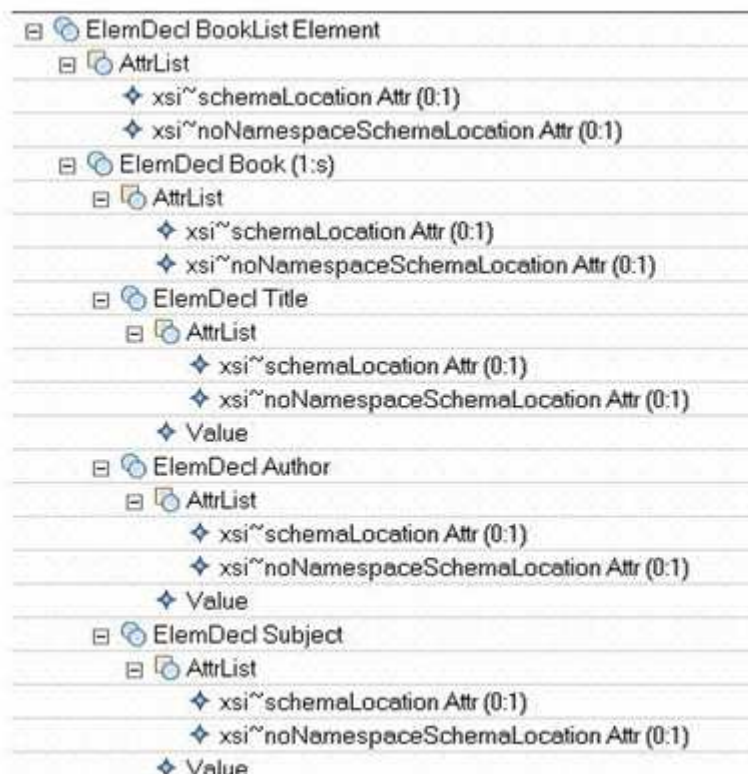 ElemDecl BookList Element
AttrList
xsi~schemaLocation Attr (0:1)
xsi~noNamespaceSchemaLocation Attr (0:1)
ElemDecl Book (1:s)
AttrList
xsi~schemaLocation Attr (0:1)
xsi~noNamespaceSchemaLocation Attr (0:1)
ElemDecl Title
AttrList
xsi~schemaLocation Attr (0:1)
xsi~noNamespaceSchemaLocation Attr (0:1)
Value
ElemDecl Author
AttrList
xsi~schemaLocation Attr (0:1)
xsi~noNamespaceSchemaLocation Attr (0:1)
Value
ElemDecl Subject
AttrList
xsi~schemaLocation Attr (0:1)
xsi~noNamespaceSchemaLocation Attr (0:1)
Value